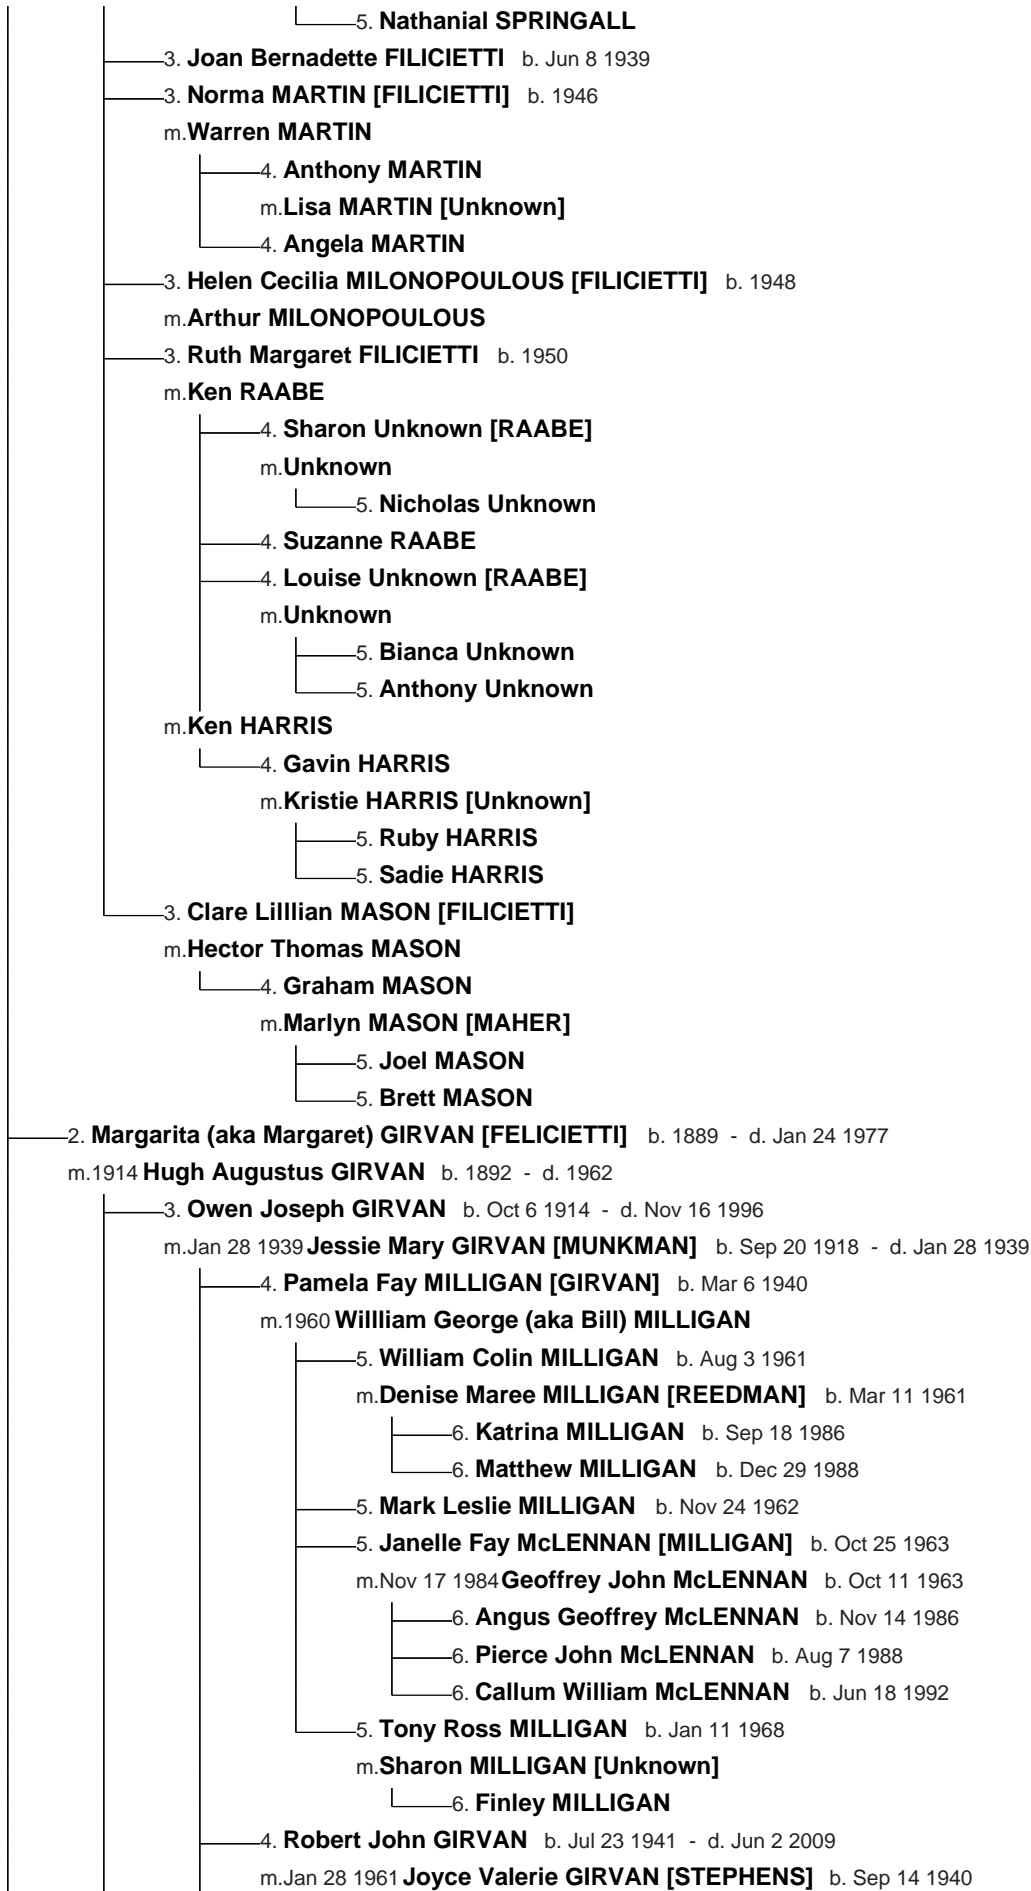 5. Nathanial SPRINGALL
3. Joan Bernadette FILICIETTI b. Jun 8 1939
3. Norma MARTIN [FILICIETTI] b. 1946
m.Warren MARTIN
4. Anthony MARTIN
m.Lisa MARTIN [Unknown]
4. Angela MARTIN
3. Helen Cecilia MILONOPOULOUS [FILICIETTI] b. 1948
m.Arthur MILONOPOULOUS
3. Ruth Margaret FILICIETTI b. 1950
m.Ken RAABE
4. Sharon Unknown [RAABE]
m.Unknown
5. Nicholas Unknown
4. Suzanne RAABE
4. Louise Unknown [RAABE]
m.Unknown
5. Bianca Unknown
5. Anthony Unknown
m.Ken HARRIS
4. Gavin HARRIS
m.Kristie HARRIS [Unknown]
5. Ruby HARRIS
5. Sadie HARRIS
3. Clare Lilllian MASON [FILICIETTI]
m.Hector Thomas MASON
4. Graham MASON
m.Marlyn MASON [MAHER]
5. Joel MASON
5. Brett MASON
2. Margarita (aka Margaret) GIRVAN [FELICIETTI] b. 1889 - d. Jan 24 1977
m.1914 Hugh Augustus GIRVAN b. 1892 - d. 1962
3. Owen Joseph GIRVAN b. Oct 6 1914 - d. Nov 16 1996
m.Jan 28 1939 Jessie Mary GIRVAN [MUNKMAN] b. Sep 20 1918 - d. Jan 28 1939
4. Pamela Fay MILLIGAN [GIRVAN] b. Mar 6 1940
m.1960 Willliam George (aka Bill) MILLIGAN
5. William Colin MILLIGAN b. Aug 3 1961
m.Denise Maree MILLIGAN [REEDMAN] b. Mar 11 1961
6. Katrina MILLIGAN b. Sep 18 1986
6. Matthew MILLIGAN b. Dec 29 1988
5. Mark Leslie MILLIGAN b. Nov 24 1962
5. Janelle Fay McLENNAN [MILLIGAN] b. Oct 25 1963
m.Nov 17 1984 Geoffrey John McLENNAN b. Oct 11 1963
6. Angus Geoffrey McLENNAN b. Nov 14 1986
6. Pierce John McLENNAN b. Aug 7 1988
6. Callum William McLENNAN b. Jun 18 1992
5. Tony Ross MILLIGAN b. Jan 11 1968
m.Sharon MILLIGAN [Unknown]
6. Finley MILLIGAN
4. Robert John GIRVAN b. Jul 23 1941 - d. Jun 2 2009
m.Jan 28 1961 Joyce Valerie GIRVAN [STEPHENS] b. Sep 14 1940